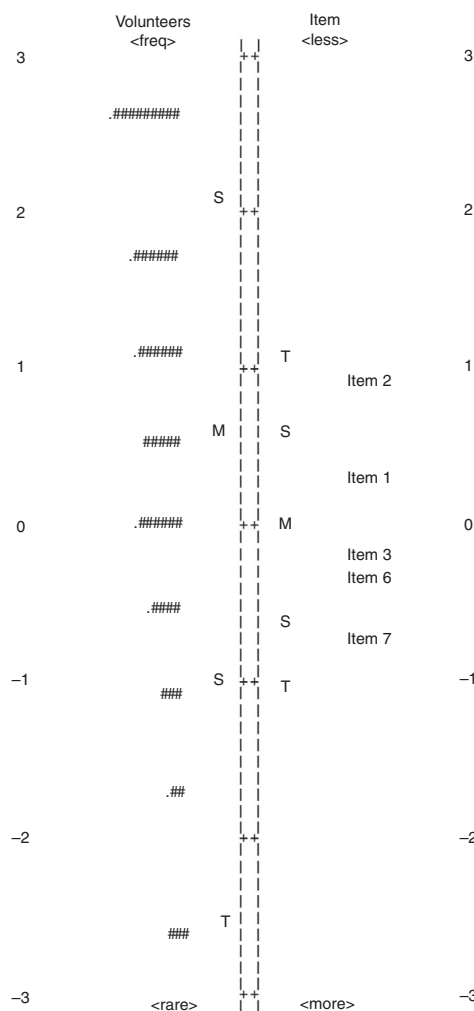 Volunteers Item
<freq> <less>
3 ++ 3
.#########
S
2 ++ 2
.######
.###### T
1 ++ 1
Item 2
M S
#####
Item 1
.######
0 ++ M 0
Item 3
Item 6
.####
S
Item 7
–1 S ++ T –1
###
.##
–2 ++ –2
T
###
–3 ++ –3
<rare> <more>